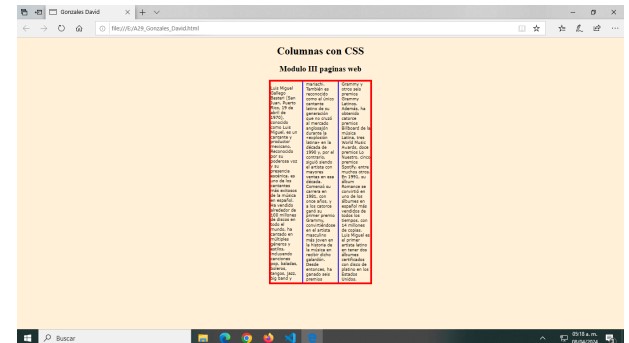 Gonzales David
file:///E:/A29_Gonzales_David.html
Columnas con CSS
Modulo III paginas web
Luis Miguel
Gallego
Basteri (San
Juan, Puerto
Rico, 19 de
abril de
1970),
conocido
como Luis
Miguel, es un
cantante y
productor
mexicano.
Reconocido
por su
poderosa voz
y su
presencia
escénica, es
uno de los
cantantes
más exitosos
de la música
en español.
Ha vendido
alrededor de
100 millones
de discos en
todo el
mundo, ha
cantado en
múltiples
géneros y
estilos,
incluyendo
canciones
pop, baladas,
boleros,
tangos, jazz,
big band y
mariachi.
También es
reconocido
como el único
cantante
latino de su
generación
que no cruzó
al mercado
anglosajón
durante la
«explosión
latina» en la
década de
1990 y, por el
contrario,
siguió siendo
el artista con
mayores
ventas en esa
década.
Comenzó su
carrera en
1981, con
once años, y
a los catorce
ganó su
primer premio
Grammy,
convirtiéndose
en el artista
masculino
más joven en
la historia de
la música en
recibir dicho
galardón.
Desde
entonces, ha
ganado seis
premios
Grammy y
otros seis
premios
Grammy
Latinos.
Además, ha
obtenido
catorce
premios
Billboard de la
música
Latina, tres
World Music
Awards, doce
premios Lo
Nuestro, cinco
premios
Spotify, entre
muchos otros.
En 1991, su
álbum
Romance se
convirtió en
uno de los
álbumes en
español más
vendidos de
todos los
tiempos, con
14 millones
de copias.
Luis Miguel es
el primer
artista latino
en tener dos
álbumes
certificados
con disco de
platino en los
Estados
Unidos.
Buscar
05:18 a. m.
08/04/2024